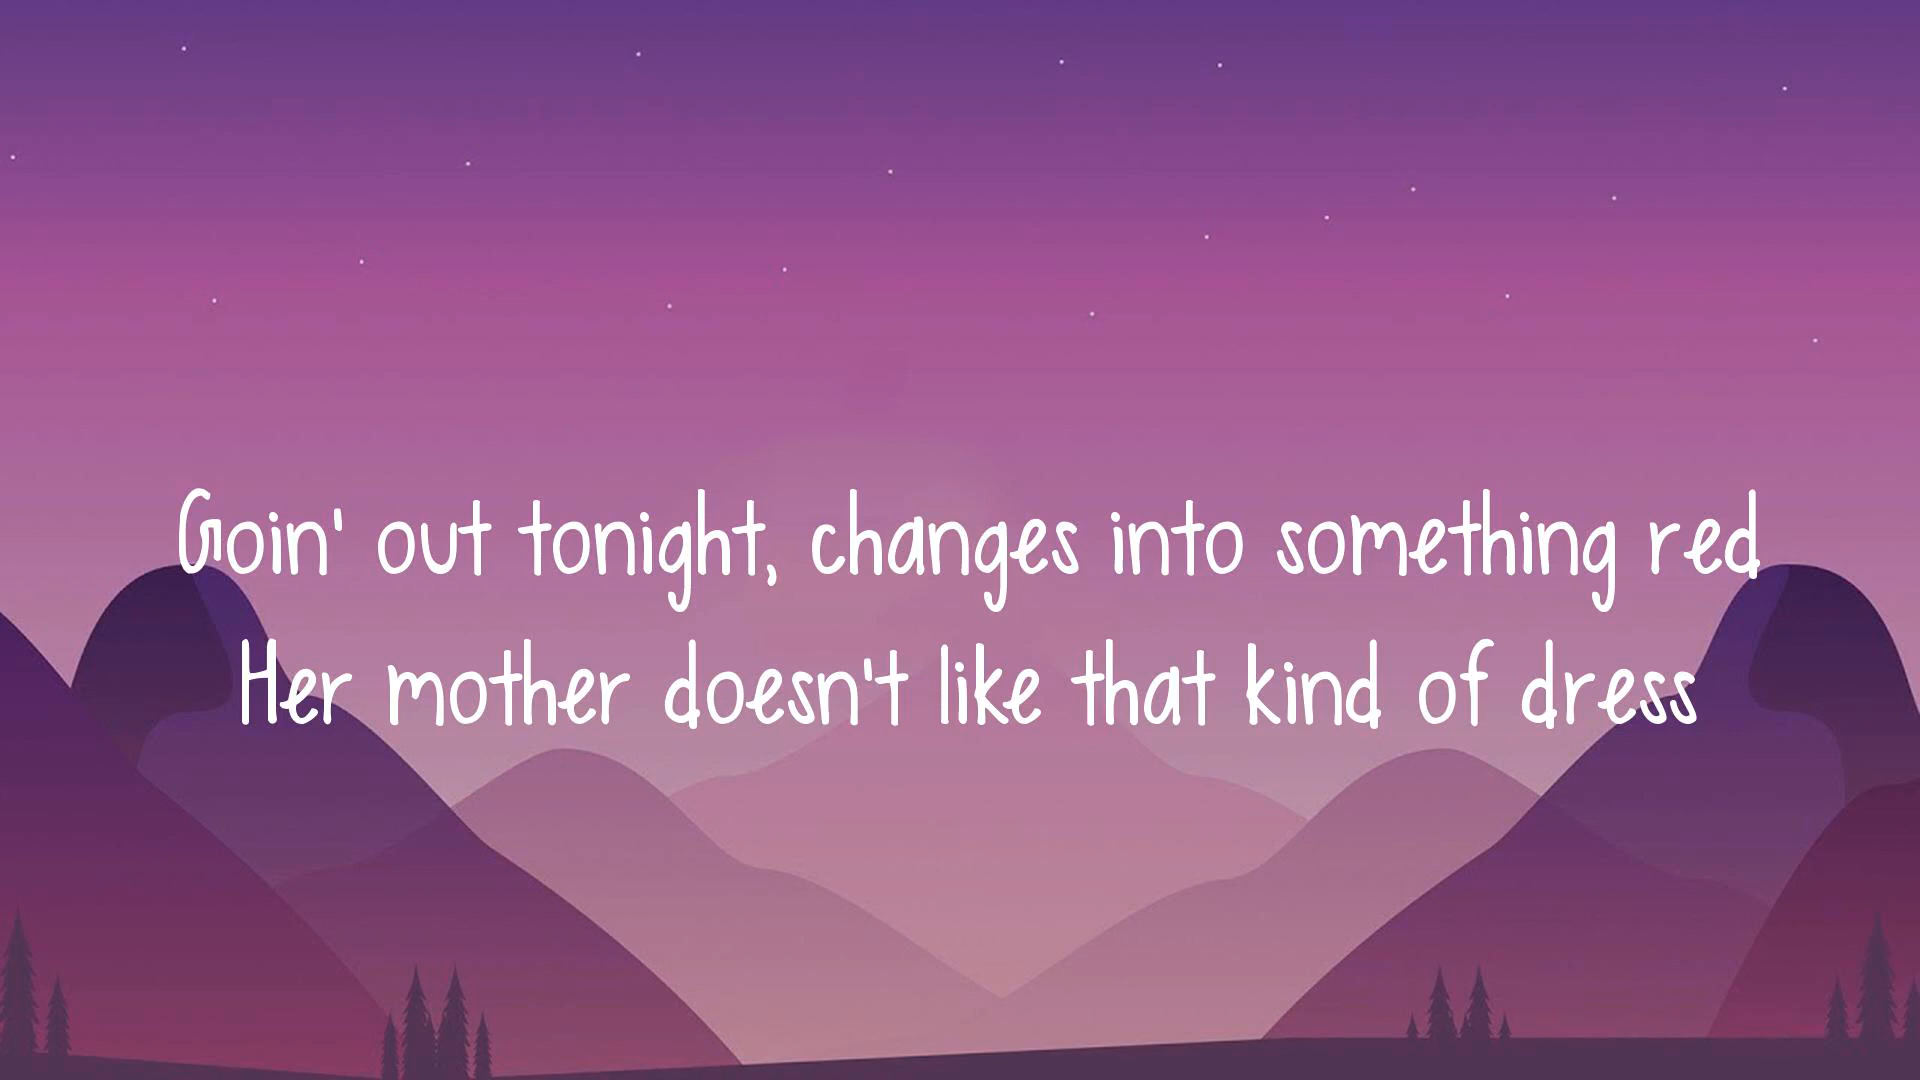 Goin' out tonight, changes into something red
Her mother doesn't like that kind of dress